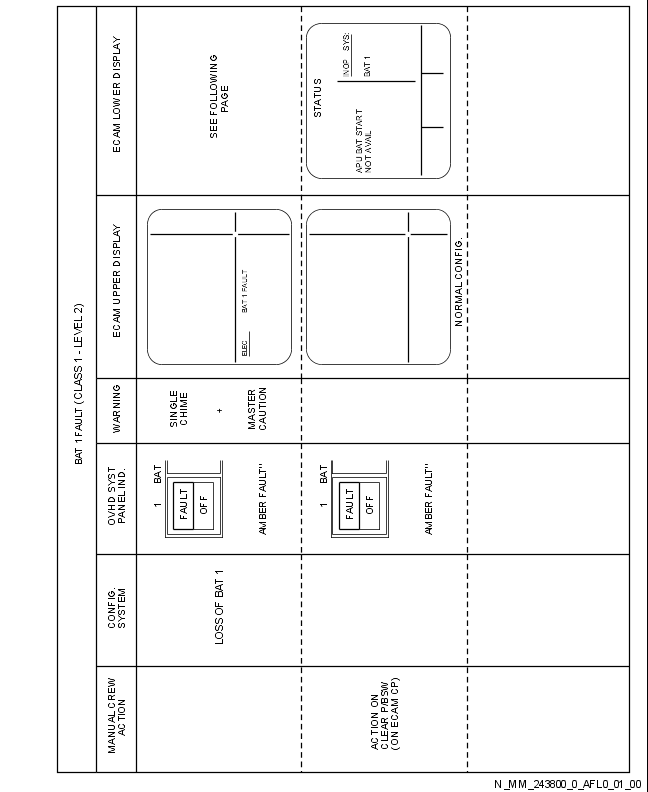 BAT 1 FAULT (CLASS 1 - LEVEL 2)
MANUAL CREW
ACTION
CONFIG.
SYSTEM
OVHD SYST
PANEL IND.
WARNING
ECAM UPPER DISPLAY
ECAM LOWER DISPLAY
LOSS OF BAT 1
1 BAT
FAULT
OFF
AMBER FAULT"
SINGLE
CHIME
+
MASTER
CAUTION
ELEC BAT 1 FAULT
SEE FOLLOWING
PAGE
ACTION ON
CLEAR P/BSW
(ON ECAM CP)
1 BAT
FAULT
OFF
AMBER FAULT"
NORMAL CONFIG.
STATUS
INOP SYS:
BAT 1
APU BAT START
NOT AVAIL
N_MM_243800_0_AFL0_01_00